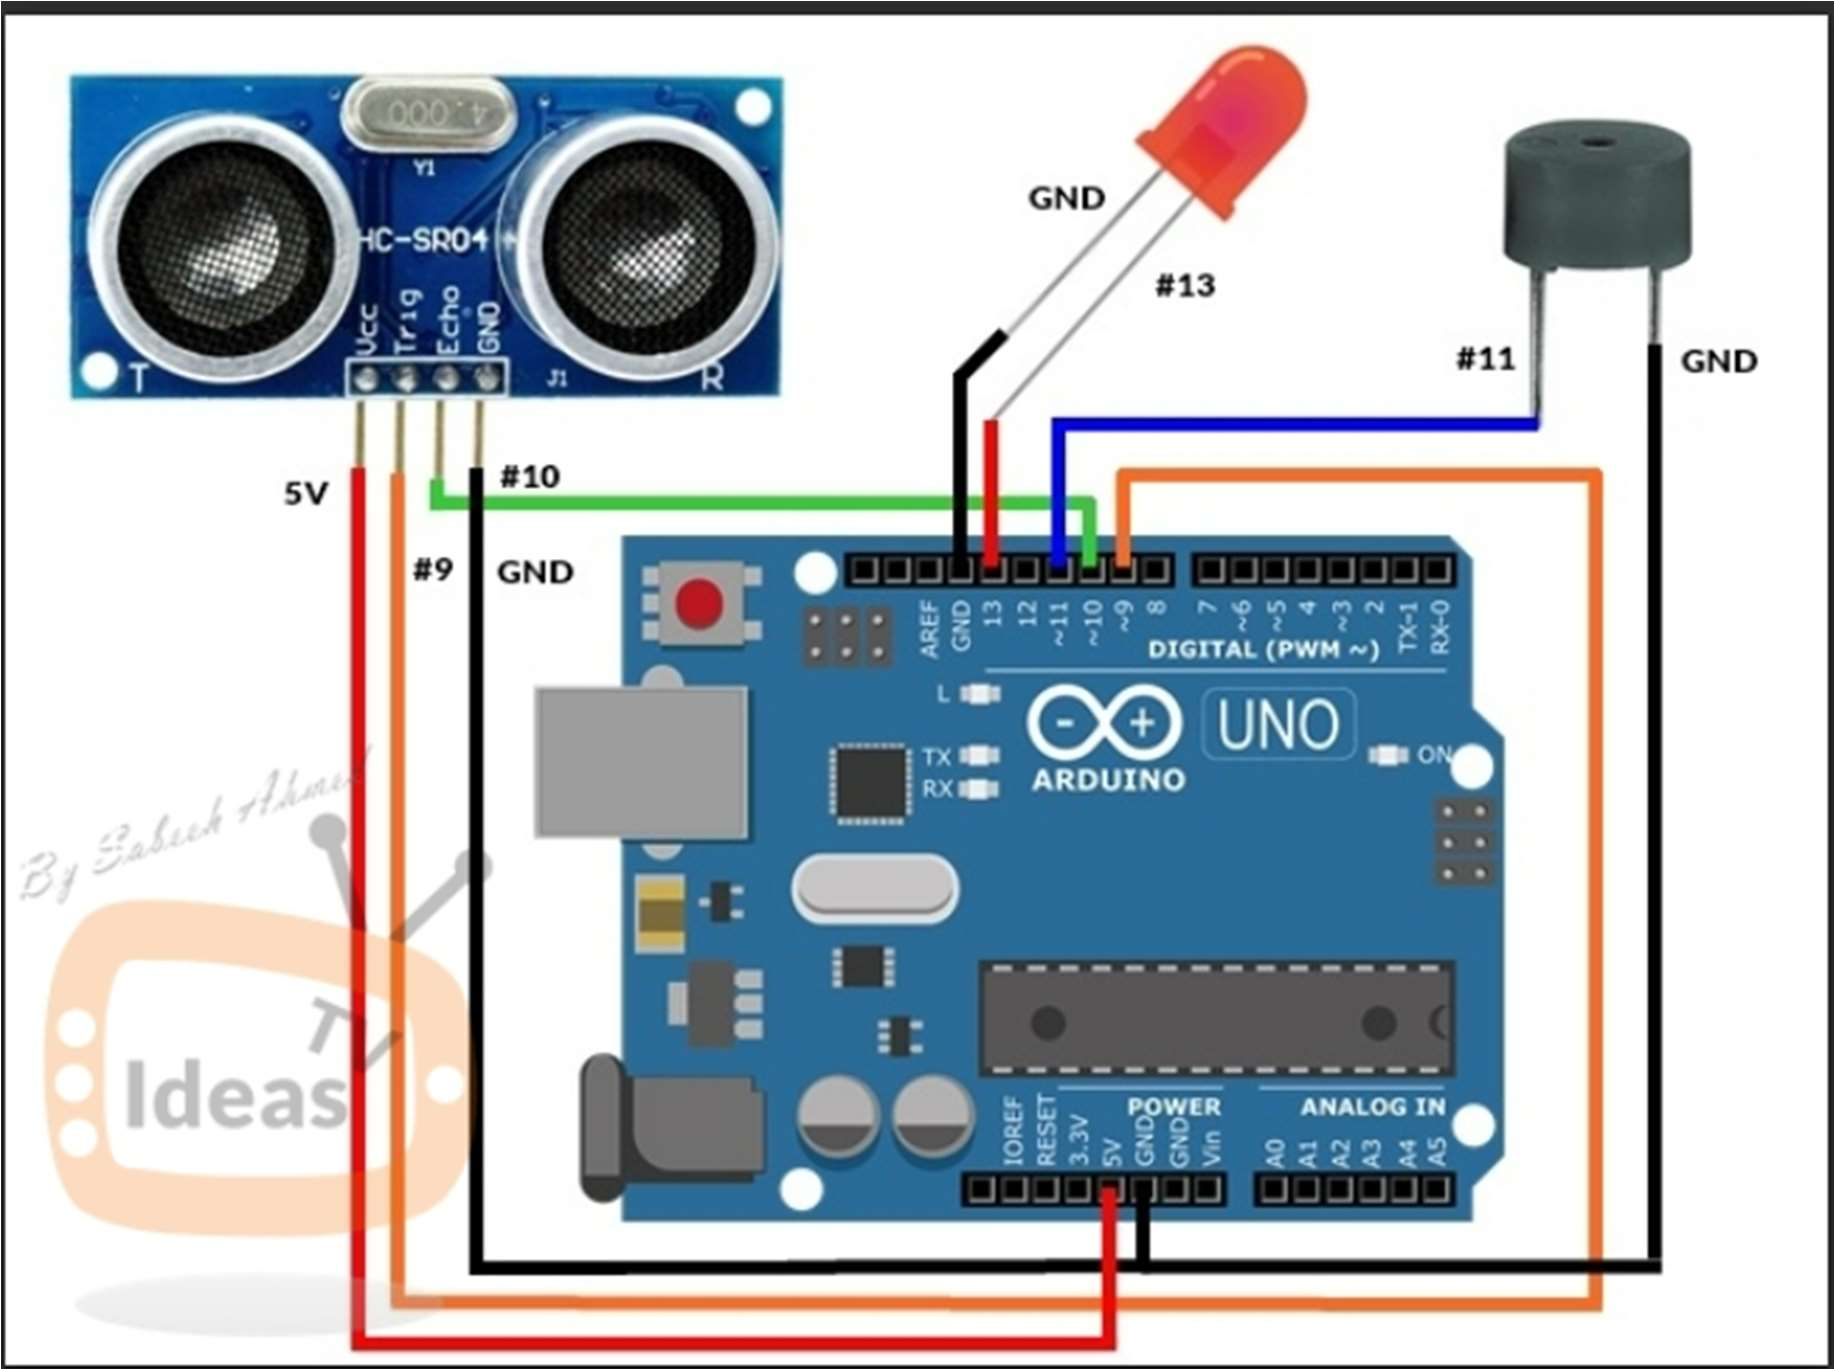 4.000
Y1
HC-SR04
Vcc
Trig
Echo
GND
T
J1
R
GND
#13
#11
GND
5V
#10
#9
GND
AREF
GND
13
12
~11
~10
~9
8
7
~6
~5
4
~3
2
TX-1
RX-0
DIGITAL (PWM ~)
L
TX
RX
ARDUINO
UNO
ON
By Sabeeh Ahmed
TV
Ideas
POWER
ANALOG IN
IOREF
RESET
3.3V
5V
GND
GND
Vin
A0
A1
A2
A3
A4
A5